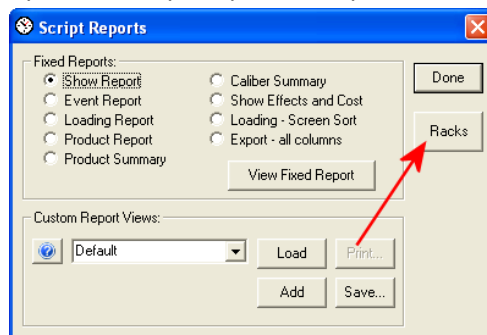 Script Reports
Fixed Reports:
Show Report
Event Report
Loading Report
Product Report
Product Summary
Caliber Summary
Show Effects and Cost
Loading - Screen Sort
Export - all columns
View Fixed Report
Done
Racks
Custom Report Views:
Default
Load
Print...
Add
Save...